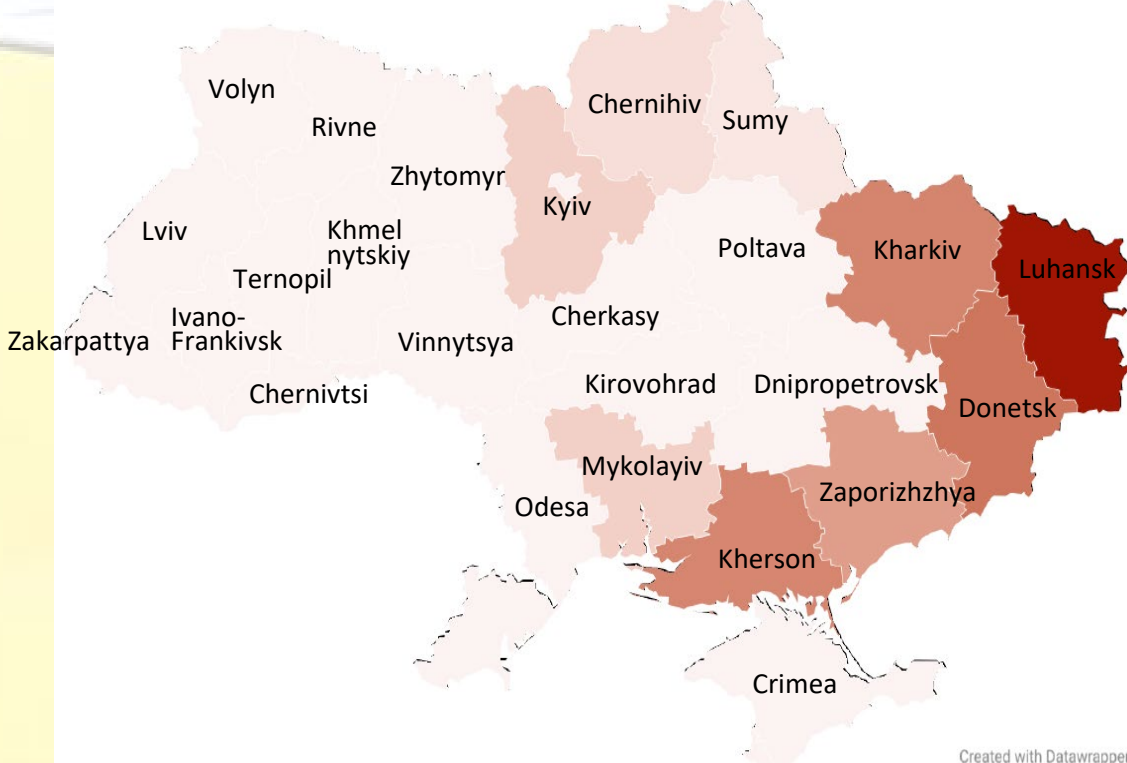 Volyn
Rivne
Chernihiv
Sumy
Zhytomyr
Kyiv
Lviv
Khmel
nytskiy
Ternopil
Poltava
Kharkiv
Luhansk
Zakarpattya
Ivano-
Frankivsk
Vinnytsya
Cherkasy
Chernivtsi
Kirovohrad
Dnipropetrovsk
Donetsk
Mykolayiv
Odesa
Zaporizhzhya
Kherson
Crimea
Created with Datawrapper